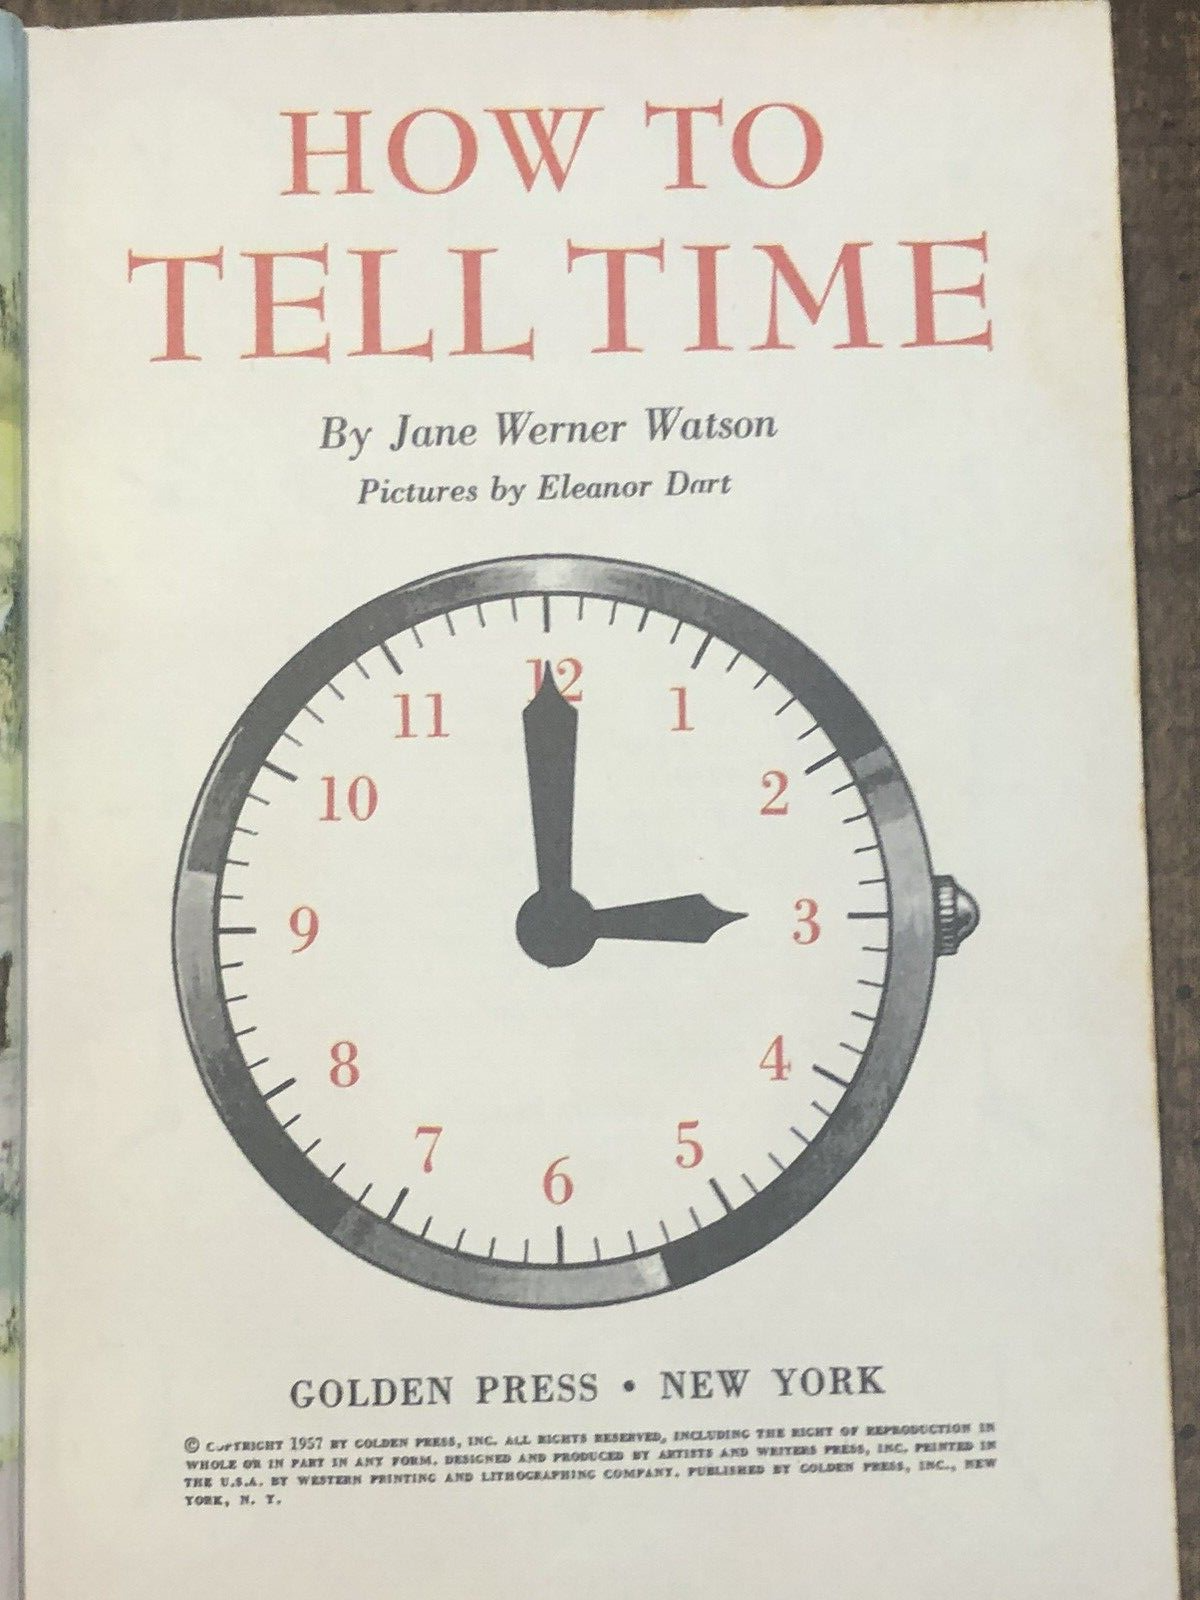 HOW TO
TELL TIME
By Jane Werner Watson
Pictures by Eleanor Dart
12
11
1
10
2
9
3
8
4
7
5
6
GOLDEN PRESS • NEW YORK
© COPYRIGHT 1957 BY GOLDEN PRESS, INC. ALL RIGHTS RESERVED, INCLUDING THE RIGHT OF REPRODUCTION IN
WHOLE OR IN PART IN ANY FORM. DESIGNED AND PRODUCED BY ARTISTS AND WRITERS PRESS, INC. PRINTED IN
THE U.S.A. BY WESTERN PRINTING AND LITHOGRAPHING COMPANY. PUBLISHED BY GOLDEN PRESS, INC., NEW
YORK, N. Y.